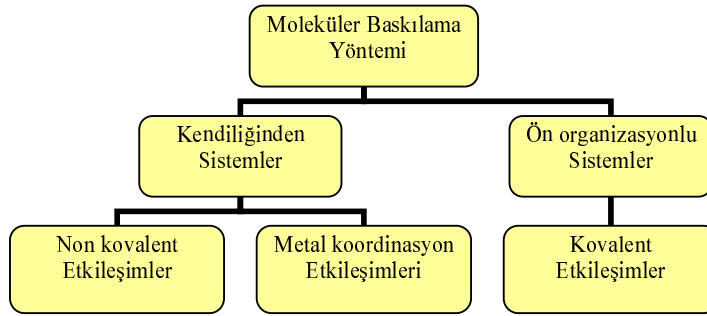 Moleküler Baskılama
Yöntemi
Kendiliğinden
Sistemler
Ön organizasyonlu
Sistemler
Non kovalent
Etkileşimler
Metal koordinasyon
Etkileşimleri
Kovalent
Etkileşimler